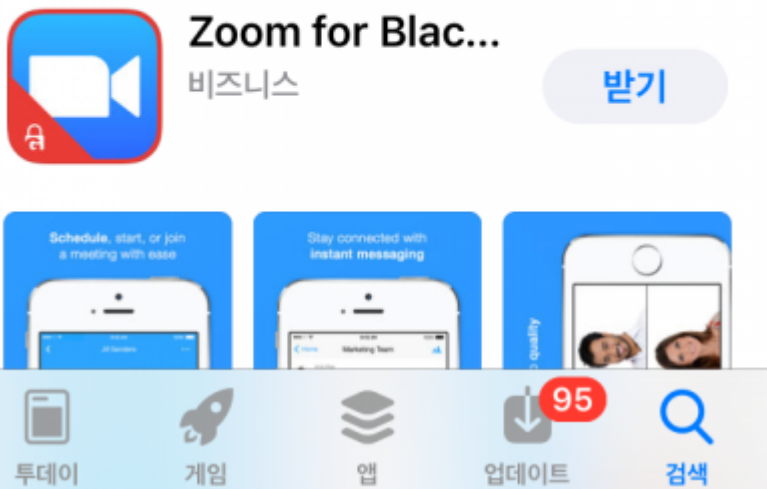 Zoom for Blac...
비즈니스
받기
Schedule, start, or join
a meeting with ease
Stay connected with
instant messaging
quality
Marketing Team
투데이
게임
앱
업데이트
95
검색